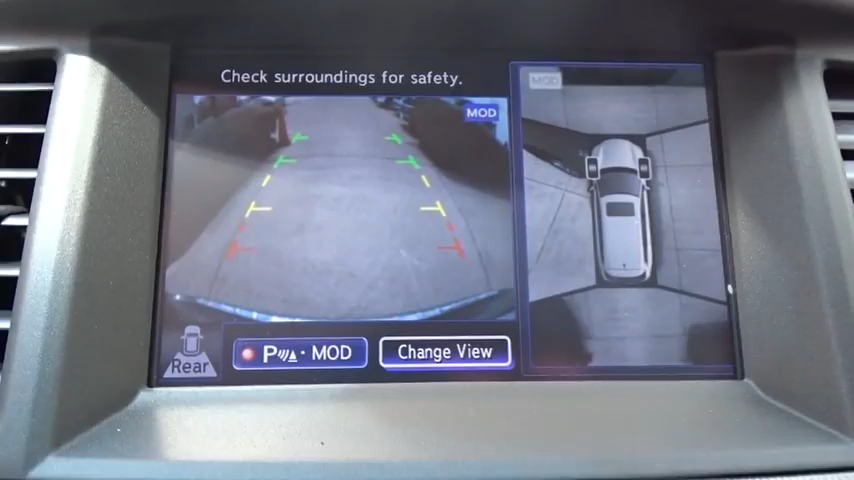 Check surroundings for safety.
MOD
MOD
Rear
P · MOD
Change View